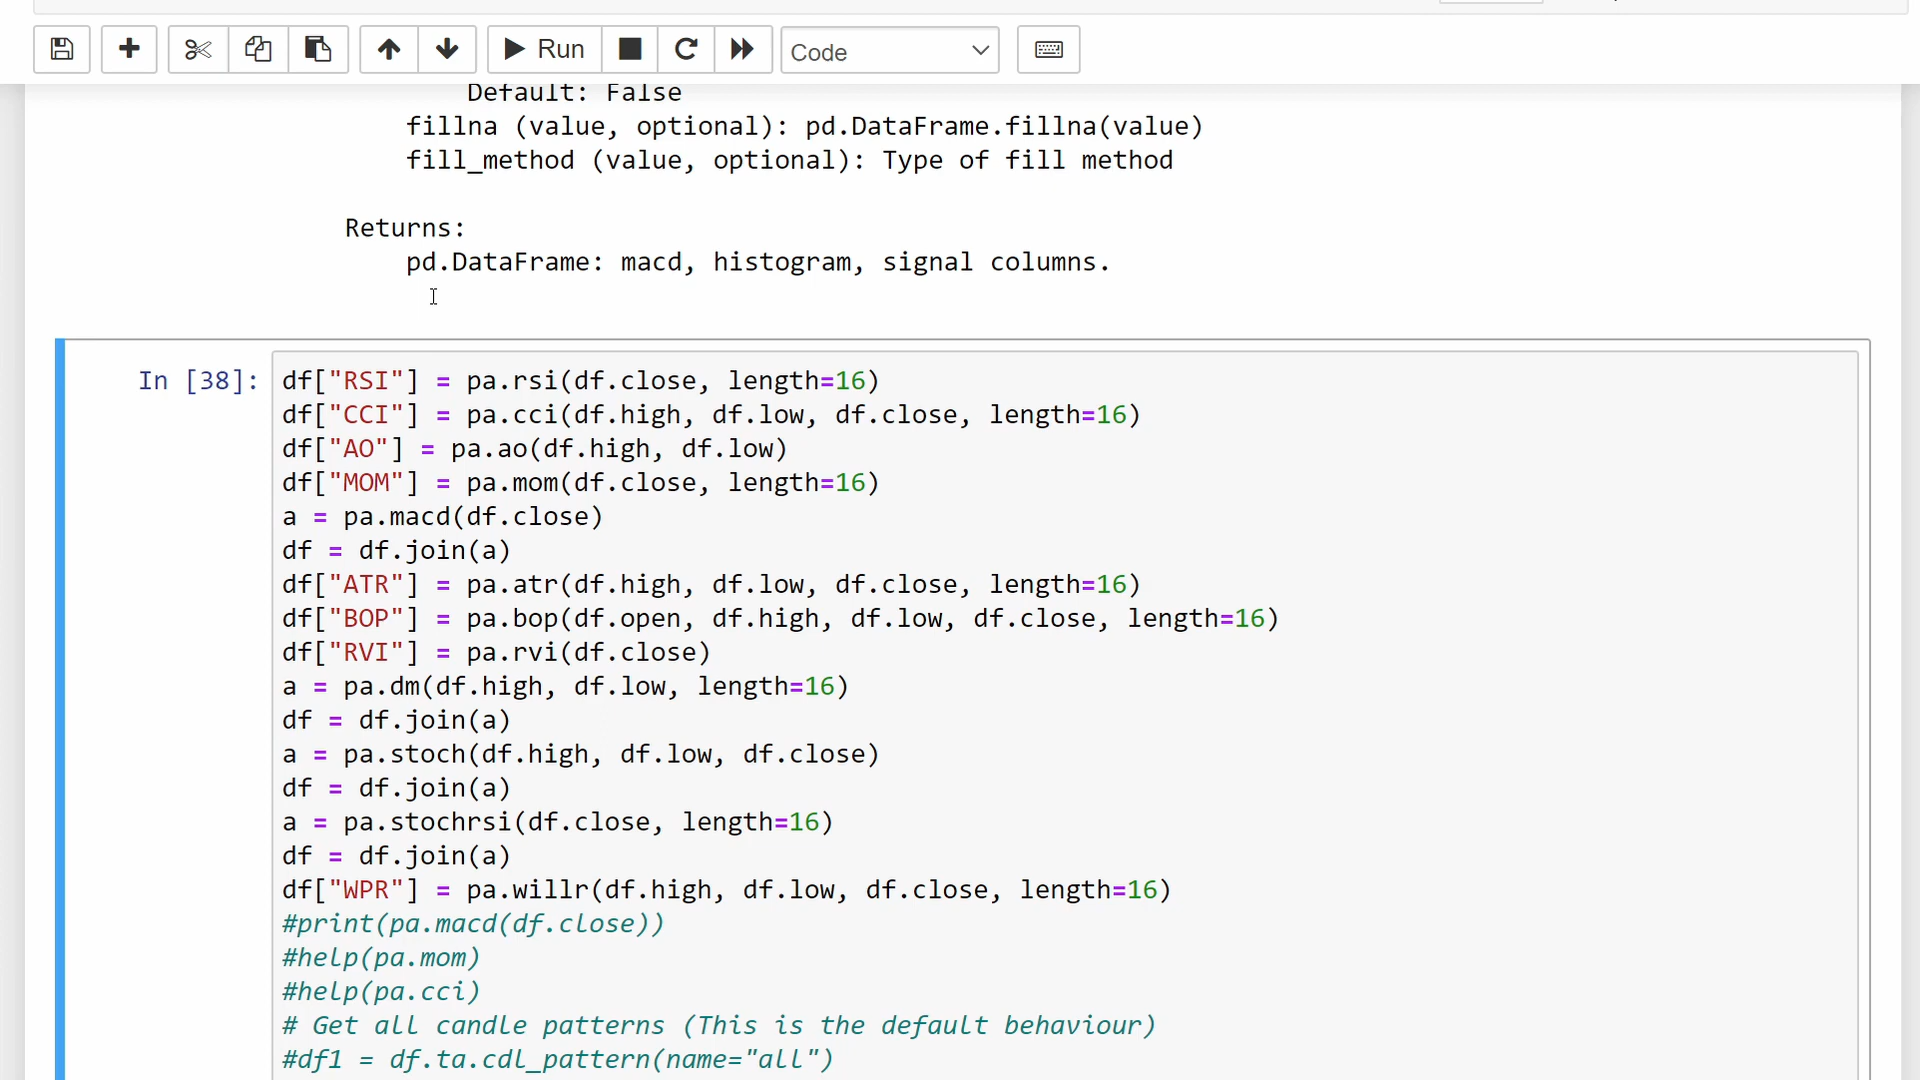 Run
Code
Default: False
fillna (value, optional): pd.DataFrame.fillna(value)
fill_method (value, optional): Type of fill method
Returns:
pd.DataFrame: macd, histogram, signal columns.
In [38]:
df["RSI"] = pa.rsi(df.close, length=16)
df["CCI"] = pa.cci(df.high, df.low, df.close, length=16)
df["AO"] = pa.ao(df.high, df.low)
df["MOM"] = pa.mom(df.close, length=16)
a = pa.macd(df.close)
df = df.join(a)
df["ATR"] = pa.atr(df.high, df.low, df.close, length=16)
df["BOP"] = pa.bop(df.open, df.high, df.low, df.close, length=16)
df["RVI"] = pa.rvi(df.close)
a = pa.dm(df.high, df.low, length=16)
df = df.join(a)
a = pa.stoch(df.high, df.low, df.close)
df = df.join(a)
a = pa.stochrsi(df.close, length=16)
df = df.join(a)
df["WPR"] = pa.willr(df.high, df.low, df.close, length=16)
#print(pa.macd(df.close))
#help(pa.mom)
#help(pa.cci)
# Get all candle patterns (This is the default behaviour)
#df1 = df.ta.cdl_pattern(name="all")